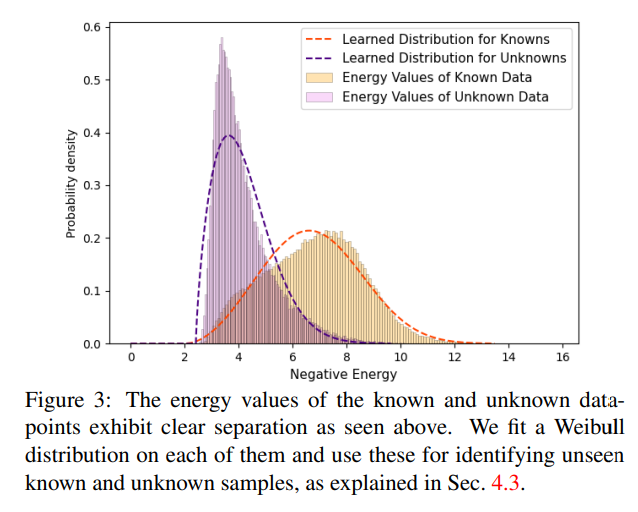 0.6
0.5
0.4
0.3
0.2
0.1
0.0
Probability density
Learned Distribution for Knowns
Learned Distribution for Unknowns
Energy Values of Known Data
Energy Values of Unknown Data
0 2 4 6 8 10 12 14 16
Negative Energy
Figure 3: The energy values of the known and unknown data-
points exhibit clear separation as seen above. We fit a Weibull
distribution on each of them and use these for identifying unseen
known and unknown samples, as explained in Sec. 4.3.